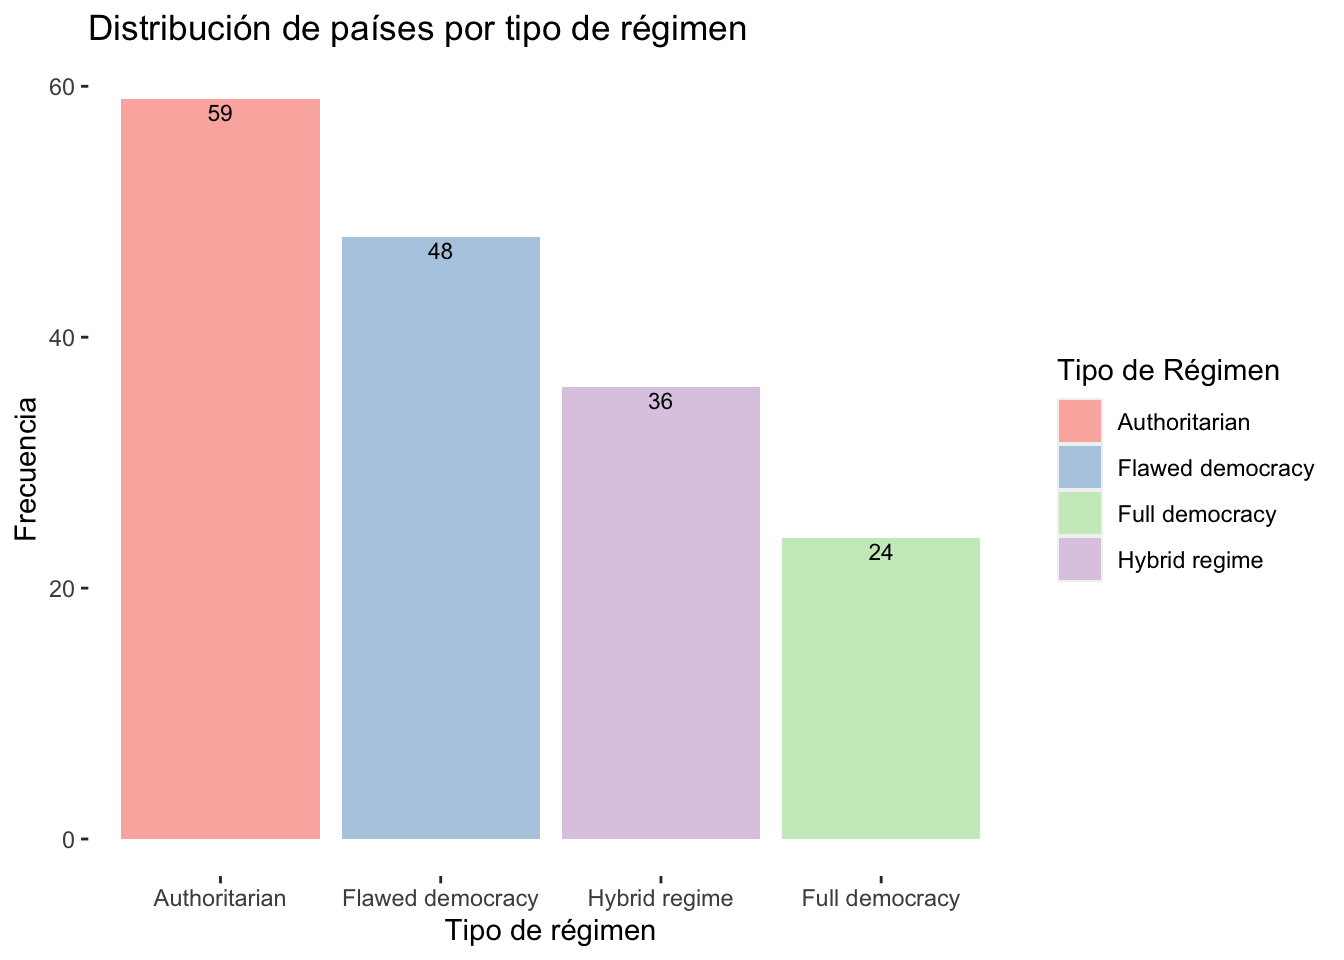 Distribución de países por tipo de régimen
60
40
20
0
Frecuencia
59
48
36
24
Authoritarian
Flawed democracy
Hybrid regime
Full democracy
Tipo de régimen
Tipo de Régimen
Authoritarian
Flawed democracy
Full democracy
Hybrid regime